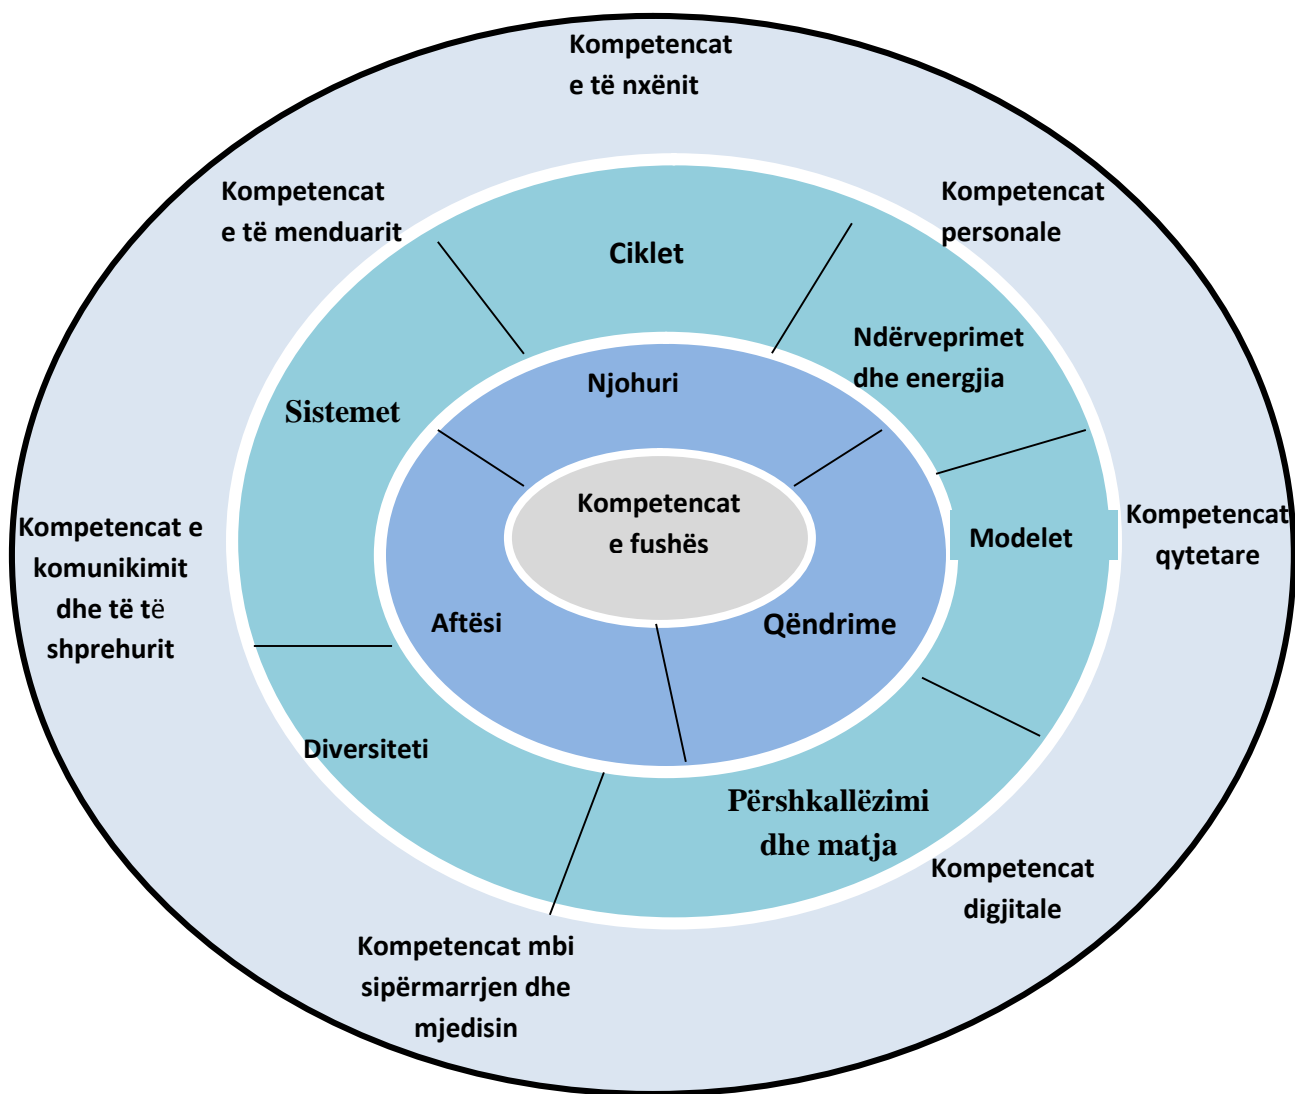 Kompetencat
e të nxënit
Kompetencat
e të menduarit
Kompetencat
personale
Ciklet
Ndërveprimet
dhe energjia
Njohuri
Sistemet
Kompetencat
e fushës
Modelet
Kompetencat
qytetare
Kompetencat e
komunikimit
dhe të të
shprehurit
Aftësi
Qëndrime
Diversiteti
Përshkallëzimi
dhe matja
Kompetencat
digjitale
Kompetencat mbi
sipërmarrjen dhe
mjedisin